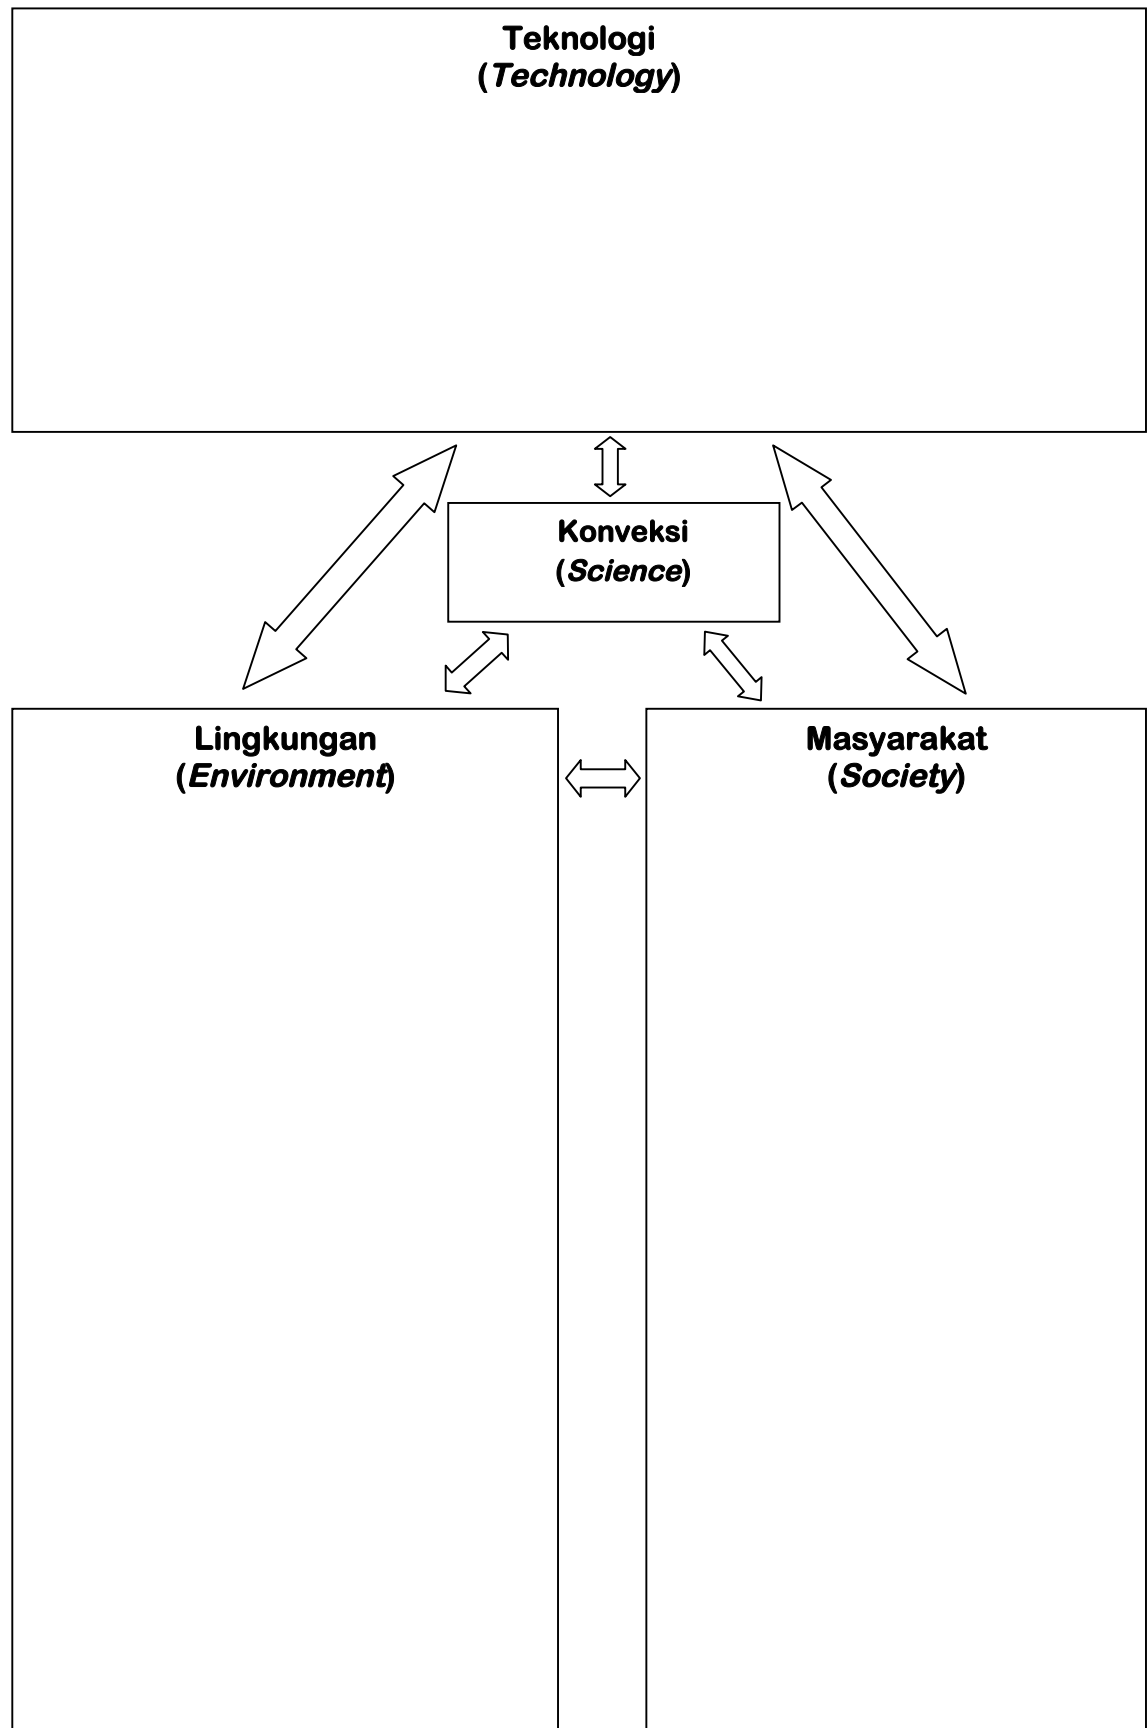 Teknologi
(Technology)
Konveksi
(Science)
Lingkungan
(Environment)
Masyarakat
(Society)